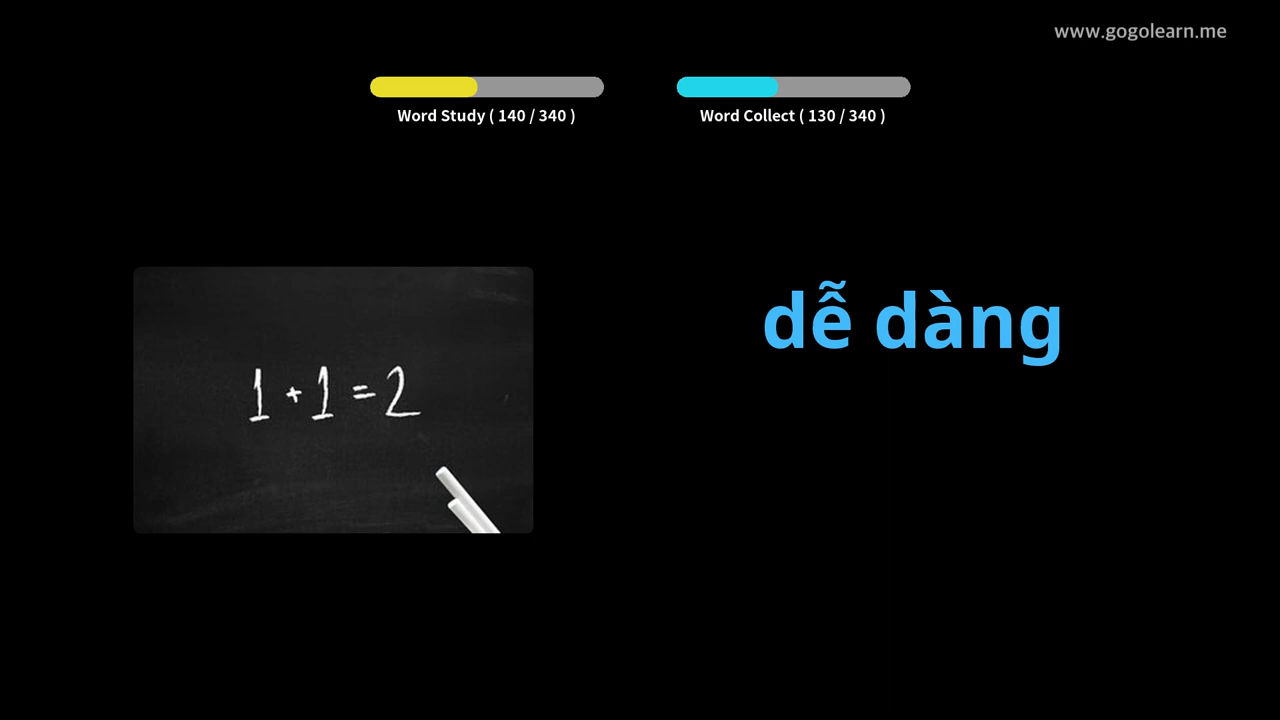 www.gogolearn.me
Word Study ( 140 / 340 )
Word Collect ( 130 / 340 )
dễ dàng
1 + 1 = 2